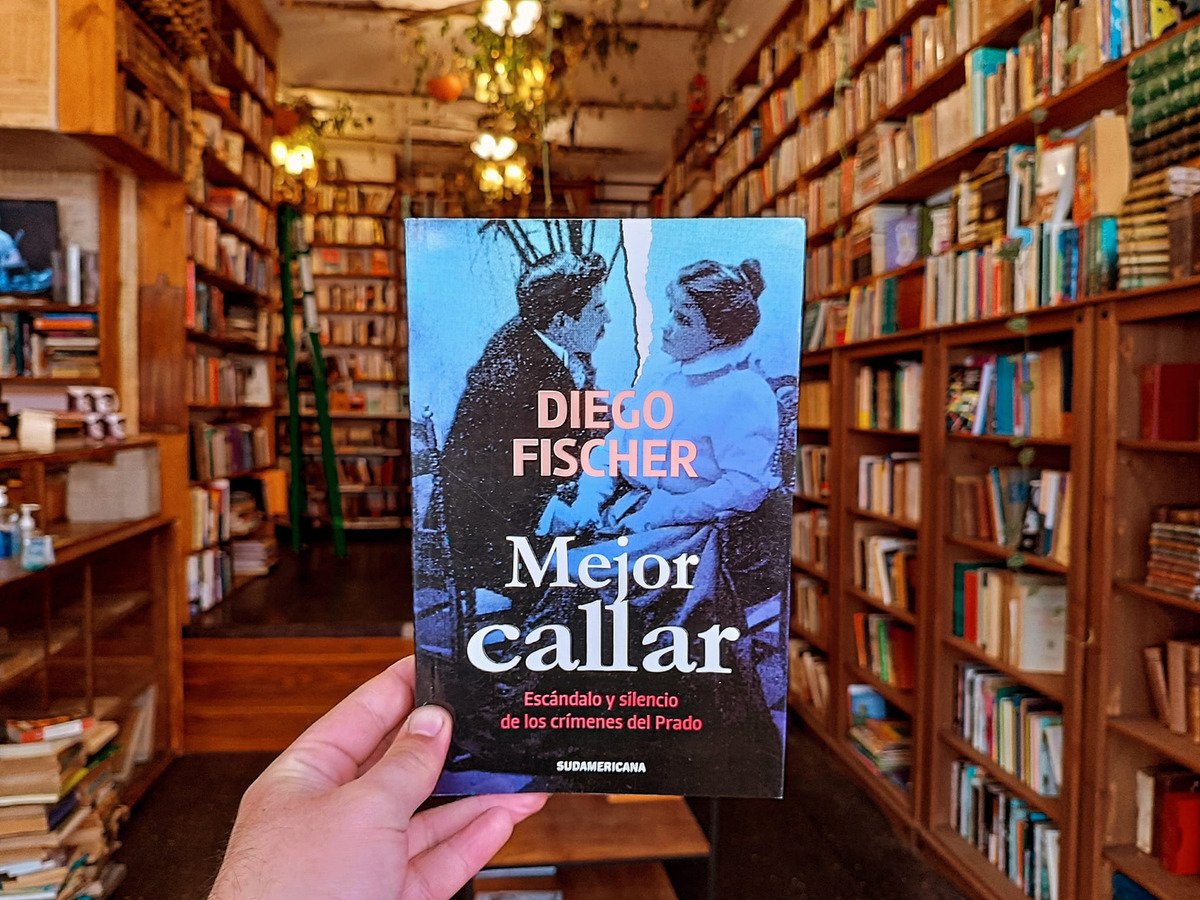 DIEGO
FISCHER
Mejor
callar
Escándalo y silencio
de los crímenes del Prado
SUDAMERICANA